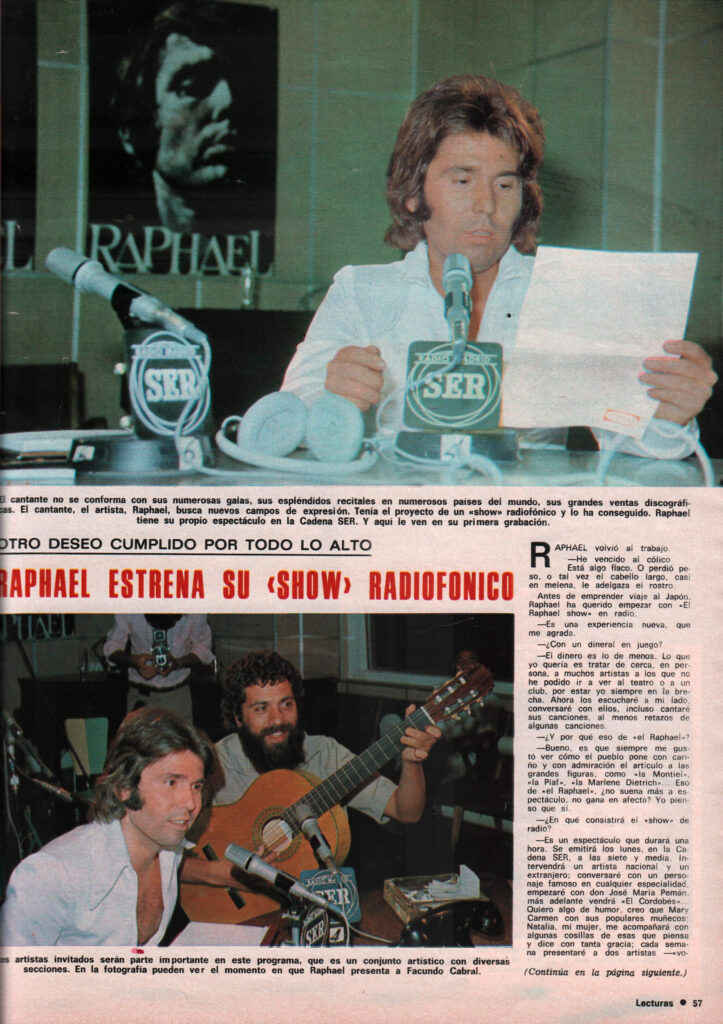 L
RAPHAEL
RADIO MADRID
SER
RADIO MADRID
SER
El cantante no se conforma con sus numerosas galas, sus espléndidos recitales en numerosos países del mundo, sus grandes ventas discográfi-
cas. El cantante, el artista, Raphael, busca nuevos campos de expresión. Tenía el proyecto de un «show» radiofónico y lo ha conseguido. Raphael
tiene su propio espectáculo en la Cadena SER. Y aquí le ven en su primera grabación.
OTRO DESEO CUMPLIDO POR TODO LO ALTO
RAPHAEL ESTRENA SU «SHOW» RADIOFONICO
RAPHAEL
SER
SER
os artistas invitados serán parte importante en este programa, que es un conjunto artístico con diversas
secciones. En la fotografía pueden ver el momento en que Raphael presenta a Facundo Cabral.
RAPHAEL volvió al trabajo.
—He vencido al cólico.
Está algo flaco. O perdió pe-
so, o tal vez el cabello largo, casi
en melena, le adelgaza el rostro.
Antes de emprender viaje al Japón,
Raphael ha querido empezar con «El
Raphael show» en radio.
—Es una experiencia nueva, que
me agrada.
—¿Con un dineral en juego?
—El dinero es lo de menos. Lo que
yo quería es tratar de cerca, en per-
sona, a muchos artistas a los que no
he podido ir a ver al teatro o a un
club, por estar yo siempre en la bre-
cha. Ahora los escucharé a mi lado,
conversaré con ellos, incluso cantaré
sus canciones, al menos retazos de
algunas canciones.
—¿Y por qué eso de «el Raphael»?
—Bueno, es que siempre me gus-
tó ver cómo el pueblo pone con cari-
ño y con admiración el artículo a las
grandes figuras, como «la Montiel»,
«la Piaf», «la Marlene Dietrich»... Eso
de «el Raphael», ¿no suena más a es-
pectáculo, no gana en afecto? Yo pien-
so que sí.
—¿En qué consistirá el «show» de
radio?
—Es un espectáculo que durará una
hora. Se emitirá los lunes, en la Ca-
dena SER, a las siete y media. Inter-
vendrá un artista nacional y un
extranjero; conversaré con un perso-
naje famoso en cualquier especialidad,
empezaré con don José María Pemán,
más adelante vendrá «El Cordobés»...
Quiero algo de humor, creo que Mary
Carmen con sus populares muñecos;
Natalia, mi mujer, me acompañará con
algunas cosillas de esas que piensa
y dice con tanta gracia; cada sema-
na presentaré a dos artistas —«vo-
(Continúa en la página siguiente.)
Lecturas ● 57